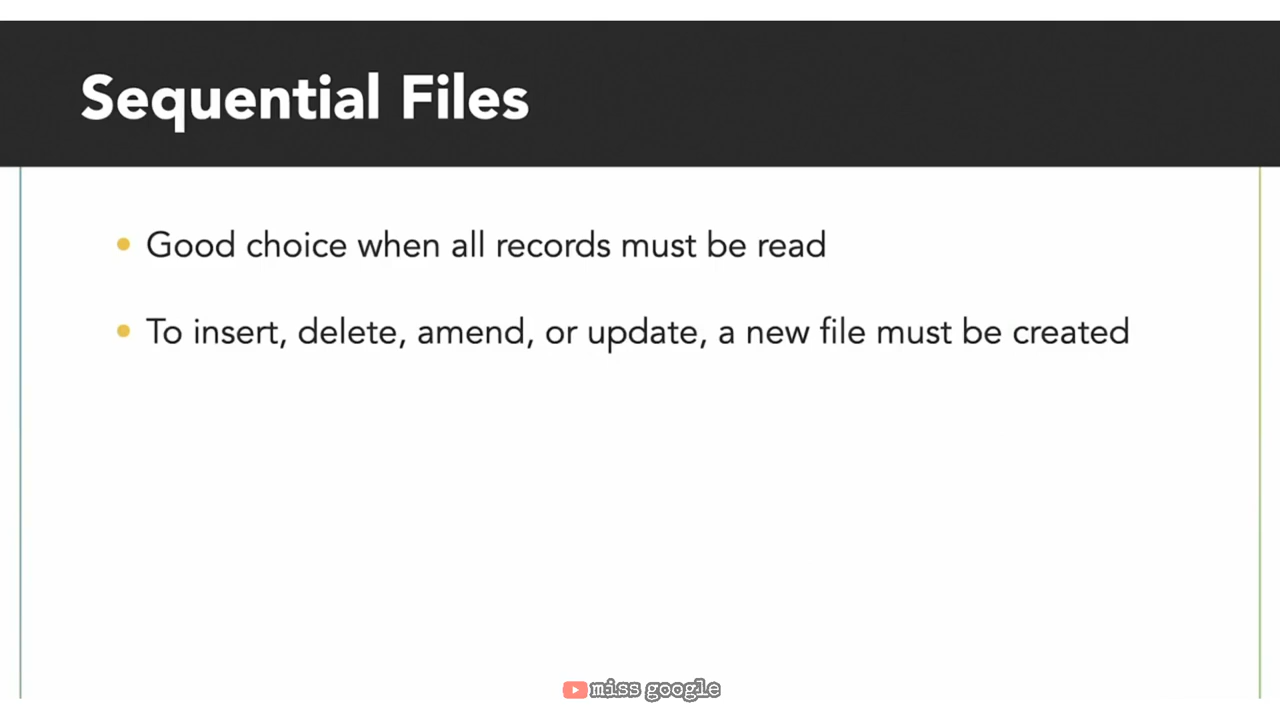 Sequential Files
• Good choice when all records must be read
• To insert, delete, amend, or update, a new file must be created
miss google